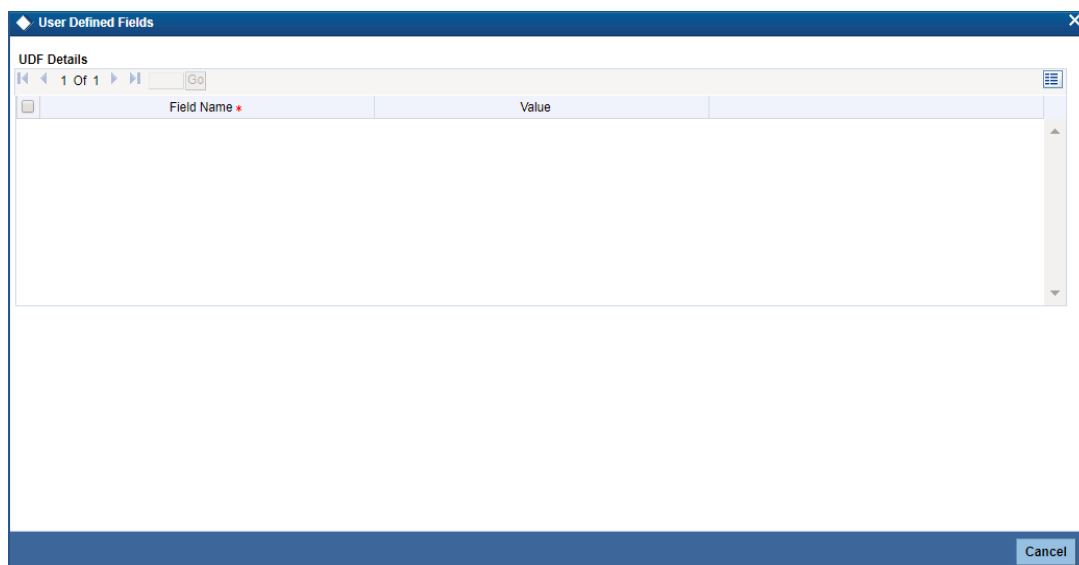 User Defined Fields
UDF Details
1 Of 1 Go
Field Name * Value
Cancel